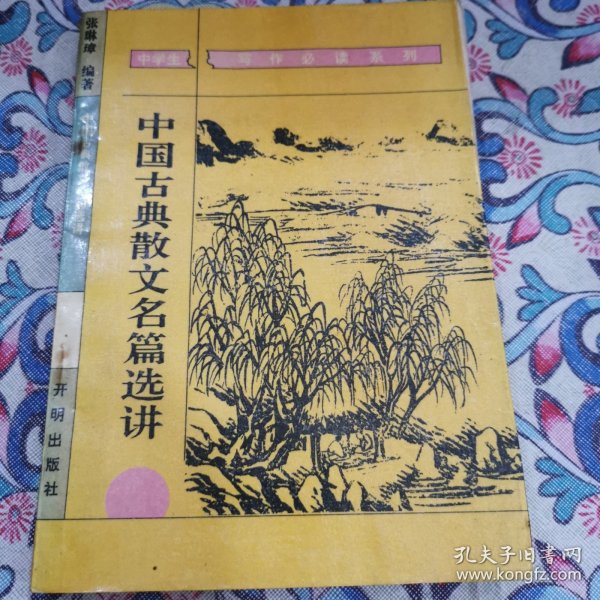 中学生写作必读系列
张琳璋 编著
中国古典散文名篇选讲
开明出版社
孔夫子旧书网
www.kongfz.com